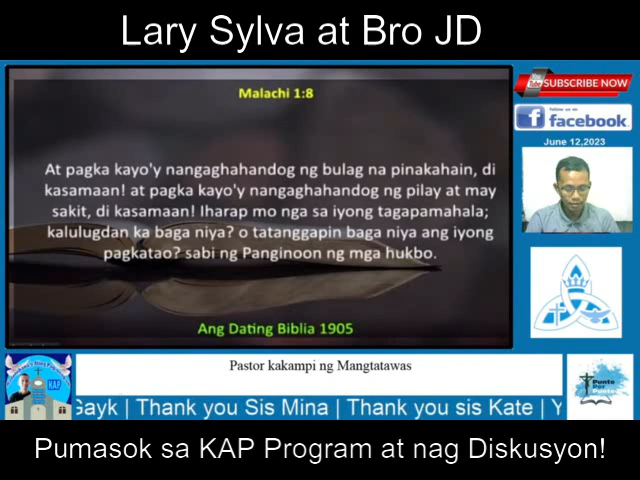 Lary Sylva at Bro JD
Malachi 1:8
At pagka kayo'y nangaghahandog ng bulag na pinakahain, di
kasamaan! at pagka kayo'y nangaghahandog ng pilay at may
sakit, di kasamaan! Iharap mo nga sa iyong tagapamahala;
kalulugdan ka baga niya? o tatanggapin baga niya ang iyong
pagkatao? sabi ng Panginoon ng mga hukbo.
Ang Dating Biblia 1905
SUBSCRIBE NOW
facebook
June 12,2023
Pastor kakampi ng Mangtatawas
KAP
Punto
Por
Punto
Gayk | Thank you Sis Mina | Thank you sis Kate | Y
Pumasok sa KAP Program at nag Diskusyon!